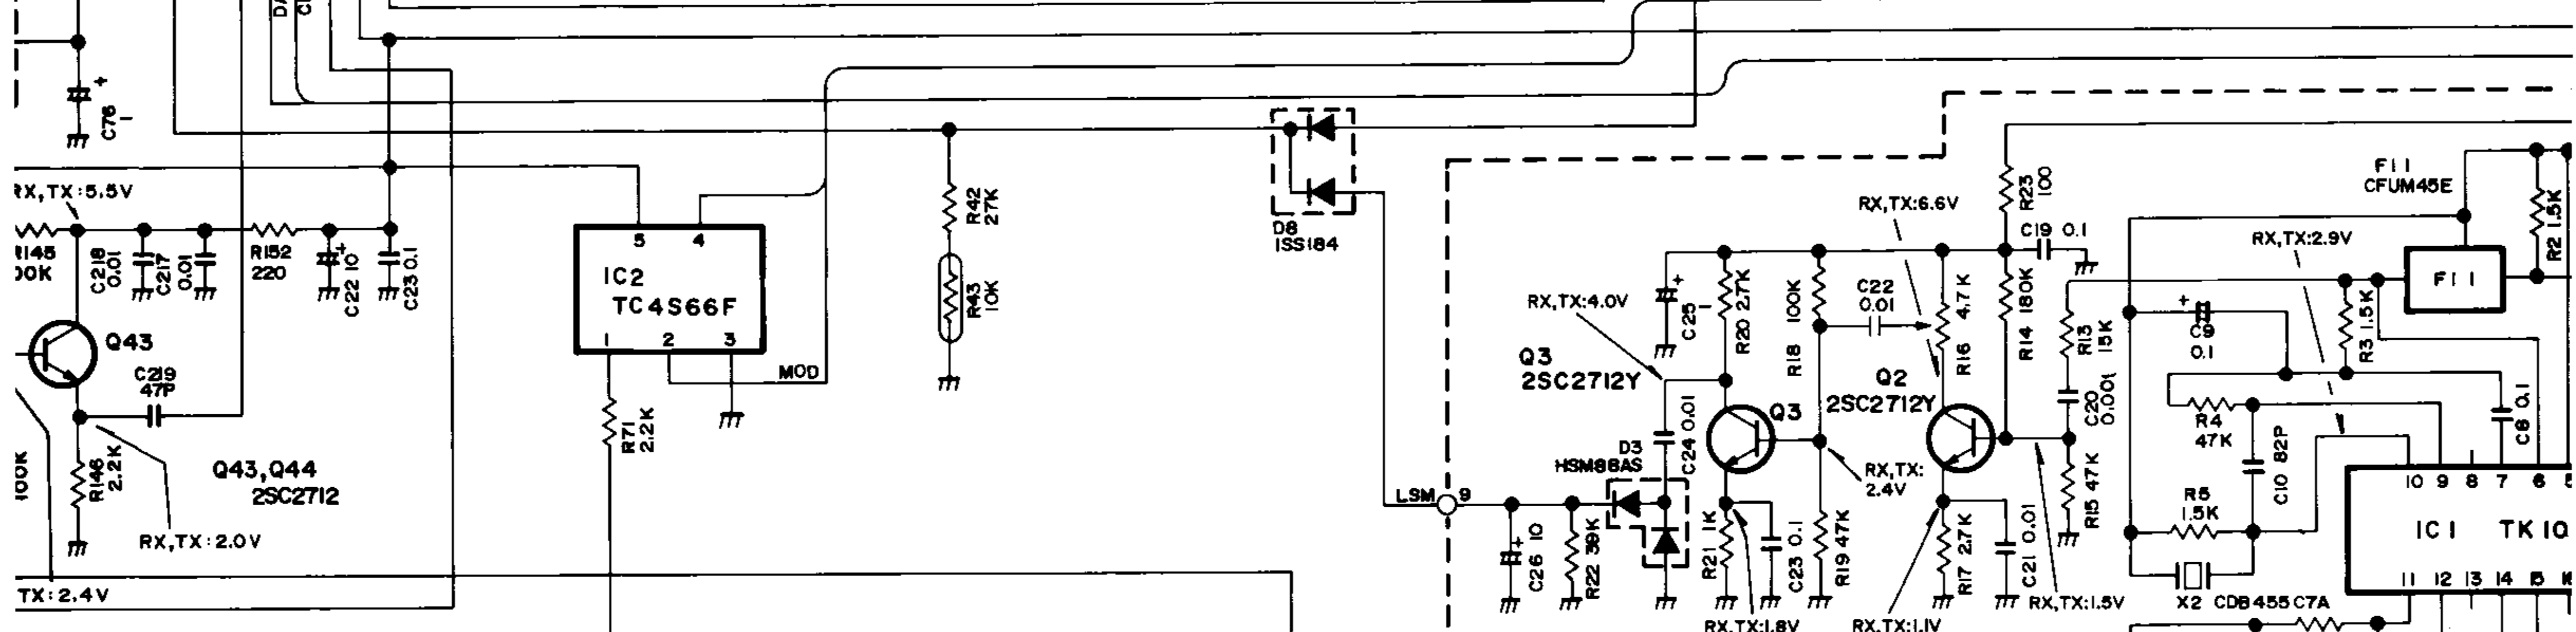 C76
RX,TX:5.5V
R145
00K
C218
0.01
C217
0.01
R152
220
C22 10
C23 0.1
Q43
C219
47P
R146
2.2K
100K
Q43,Q44
2SC2712
RX,TX:2.0V
TX:2.4V
5
4
IC2
TC4S66F
1
2
3
MOD
R71
2.2K
R42
27K
R43
10K
D8
1SS184
LSM
9
C26 10
R22 39K
D3
HSM88AS
C24 0.01
RX,TX:4.0V
Q3
2SC2712Y
C25
R20 2.7K
Q3
R21 1K
C23 0.1
RX,TX:1.8V
R18 100K
R19 47K
RX,TX:
2.4V
C22
0.01
RX,TX:6.6V
R16 4.7K
Q2
2SC2712Y
R17 2.7K
RX,TX:1.1V
C21 0.01
RX,TX:1.5V
R23
100
C19 0.1
R14 180K
R13
15K
C20
0.001
R15 47K
RX,TX:2.9V
FI1
CFUM45E
FI1
R2 1.5K
R3 1.5K
C9
0.1
R4
47K
C10 82P
R5
1.5K
X2 CDB455C7A
C8 0.1
10 9 8 7 6
IC1 TK10
11 12 13 14 15